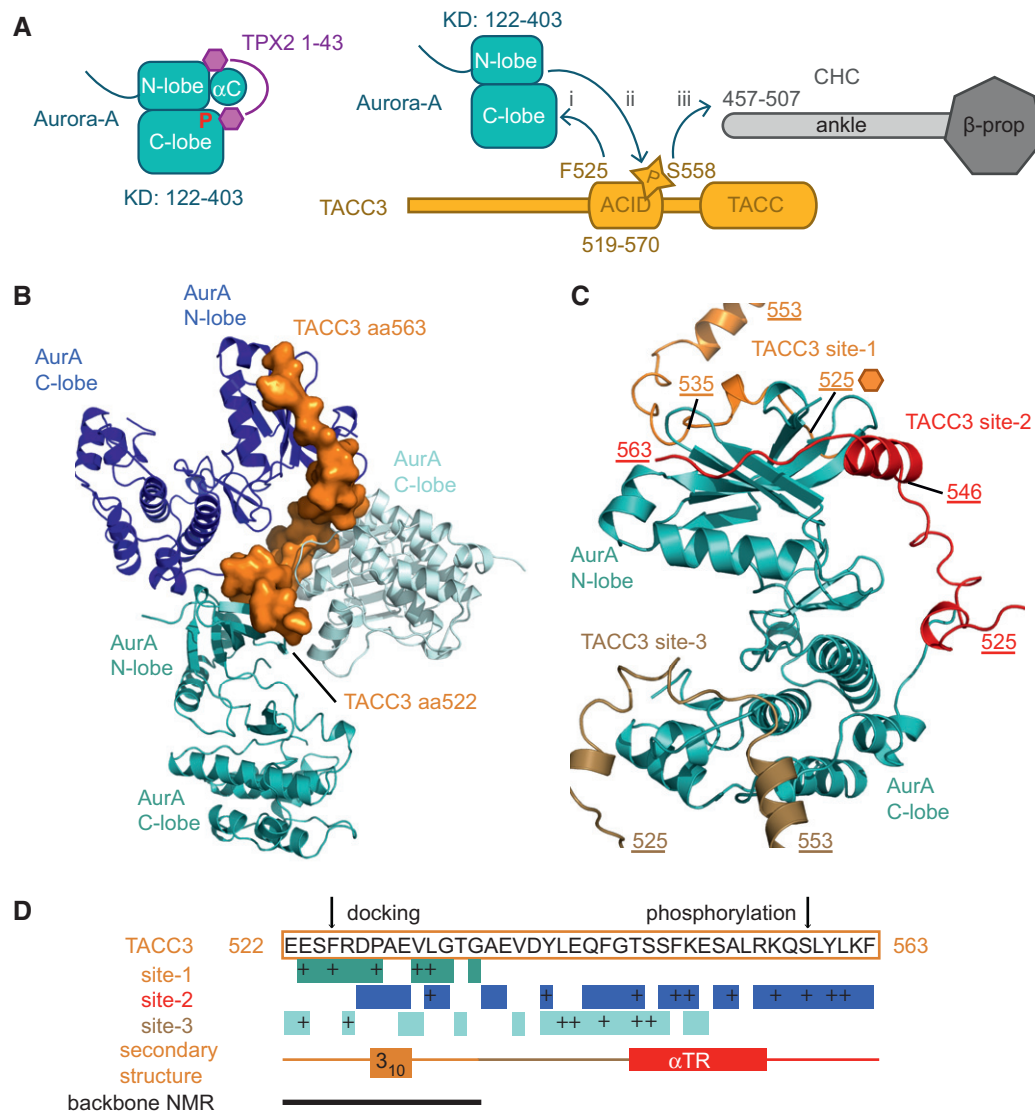 A
TPX2 1-43
N-lobe
αC
Aurora-A
P
C-lobe
KD: 122-403
KD: 122-403
N-lobe
Aurora-A
C-lobe
i
ii
iii
CHC
457-507
ankle
β-prop
F525
P
S558
TACC3
ACID
TACC
519-570
B
AurA
N-lobe
TACC3 aa563
AurA
C-lobe
AurA
C-lobe
AurA
N-lobe
TACC3 aa522
AurA
C-lobe
C
553
TACC3 site-1
535
525
TACC3 site-2
563
546
AurA
N-lobe
TACC3 site-3
525
AurA
C-lobe
525
553
D
docking
phosphorylation
TACC3 522 EESFRDPAEVLGTGAEVDYLEQFGTSSFKESALRKQSLYLKF 563
site-1 + + + + +
site-2 + + + + + + + + + +
site-3 + + + + + + +
secondary
structure
3₁₀
αTR
backbone NMR